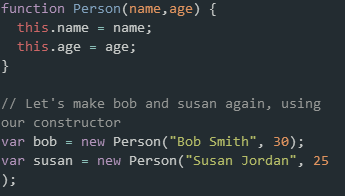 function Person(name,age) {
  this.name = name;
  this.age = age;
}

// Let's make bob and susan again, using
our constructor
var bob = new Person("Bob Smith", 30);
var susan = new Person("Susan Jordan", 25
);